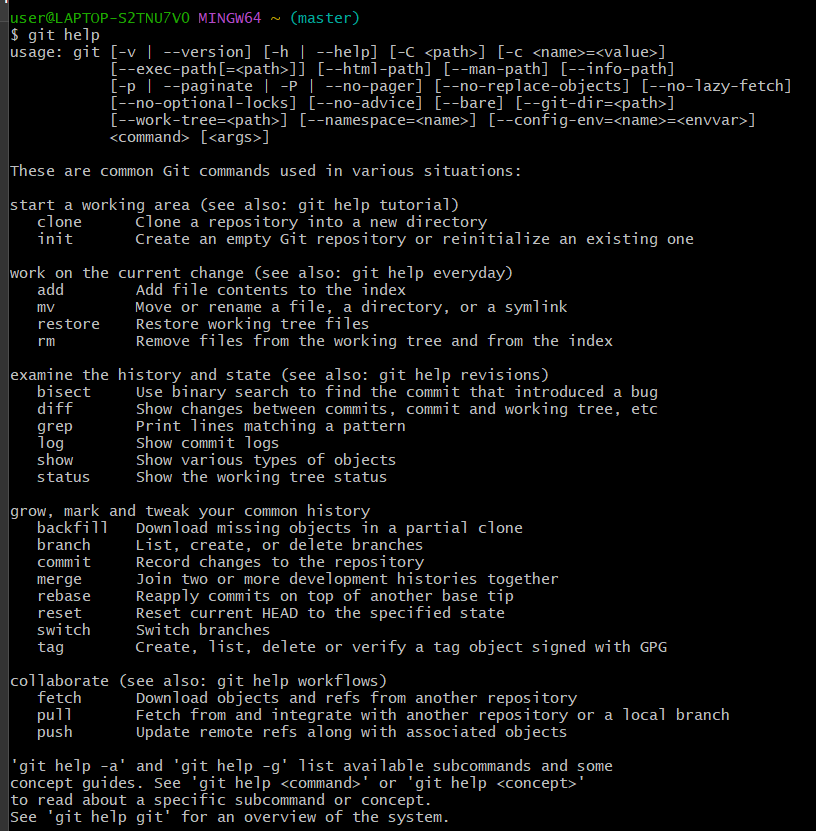 user@LAPTOP-S2TNU7VO MINGW64 ~ (master)
$ git help
usage: git [-v | --version] [-h | --help] [-C <path>] [-c <name>=<value>]
           [--exec-path[=<path>]] [--html-path] [--man-path] [--info-path]
           [-p | --paginate | -P | --no-pager] [--no-replace-objects] [--no-lazy-fetch]
           [--no-optional-locks] [--no-advice] [--bare] [--git-dir=<path>]
           [--work-tree=<path>] [--namespace=<name>] [--config-env=<name>=<envvar>]
           <command> [<args>]

These are common Git commands used in various situations:

start a working area (see also: git help tutorial)
   clone      Clone a repository into a new directory
   init       Create an empty Git repository or reinitialize an existing one

work on the current change (see also: git help everyday)
   add        Add file contents to the index
   mv         Move or rename a file, a directory, or a symlink
   restore    Restore working tree files
   rm         Remove files from the working tree and from the index

examine the history and state (see also: git help revisions)
   bisect     Use binary search to find the commit that introduced a bug
   diff       Show changes between commits, commit and working tree, etc
   grep       Print lines matching a pattern
   log        Show commit logs
   show       Show various types of objects
   status     Show the working tree status

grow, mark and tweak your common history
   backfill   Download missing objects in a partial clone
   branch     List, create, or delete branches
   commit     Record changes to the repository
   merge      Join two or more development histories together
   rebase     Reapply commits on top of another base tip
   reset      Reset current HEAD to the specified state
   switch     Switch branches
   tag        Create, list, delete or verify a tag object signed with GPG

collaborate (see also: git help workflows)
   fetch      Download objects and refs from another repository
   pull       Fetch from and integrate with another repository or a local branch
   push       Update remote refs along with associated objects

'git help -a' and 'git help -g' list available subcommands and some
concept guides. See 'git help <command>' or 'git help <concept>'
to read about a specific subcommand or concept.
See 'git help git' for an overview of the system.